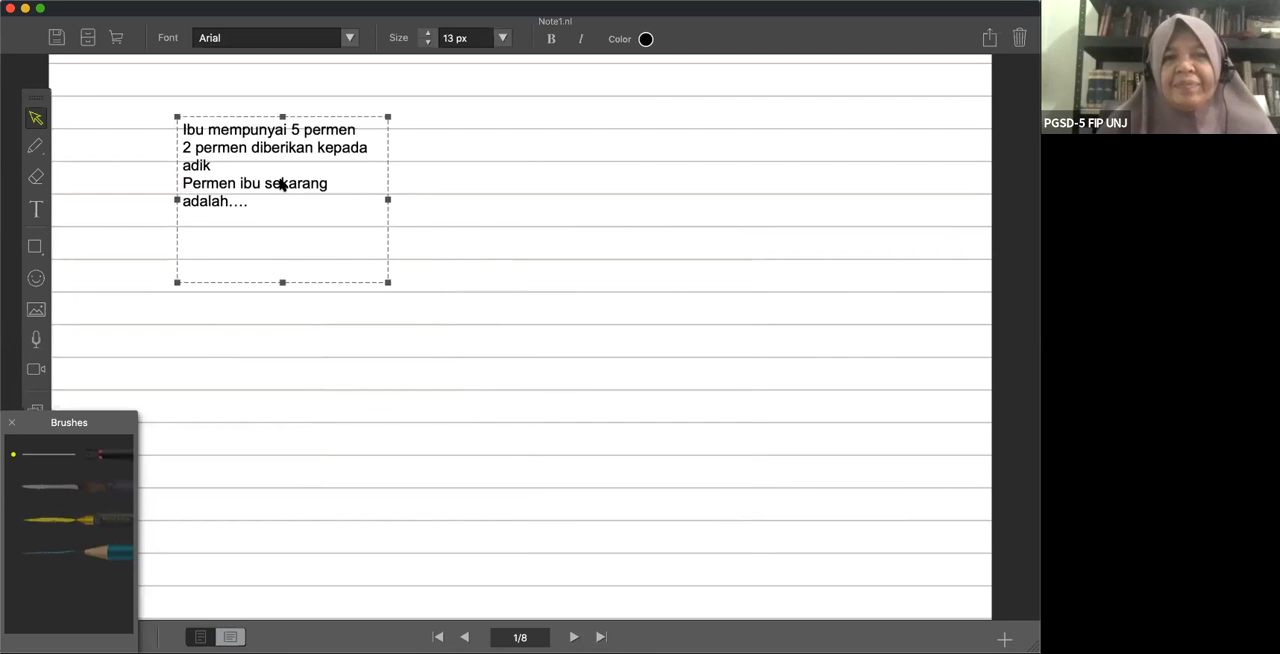 Note1.nl
Font Arial Size 13 px B I Color
Ibu mempunyai 5 permen
2 permen diberikan kepada
adik
Permen ibu sekarang
adalah....
T
Brushes
1/8
PGSD-5 FIP UNJ